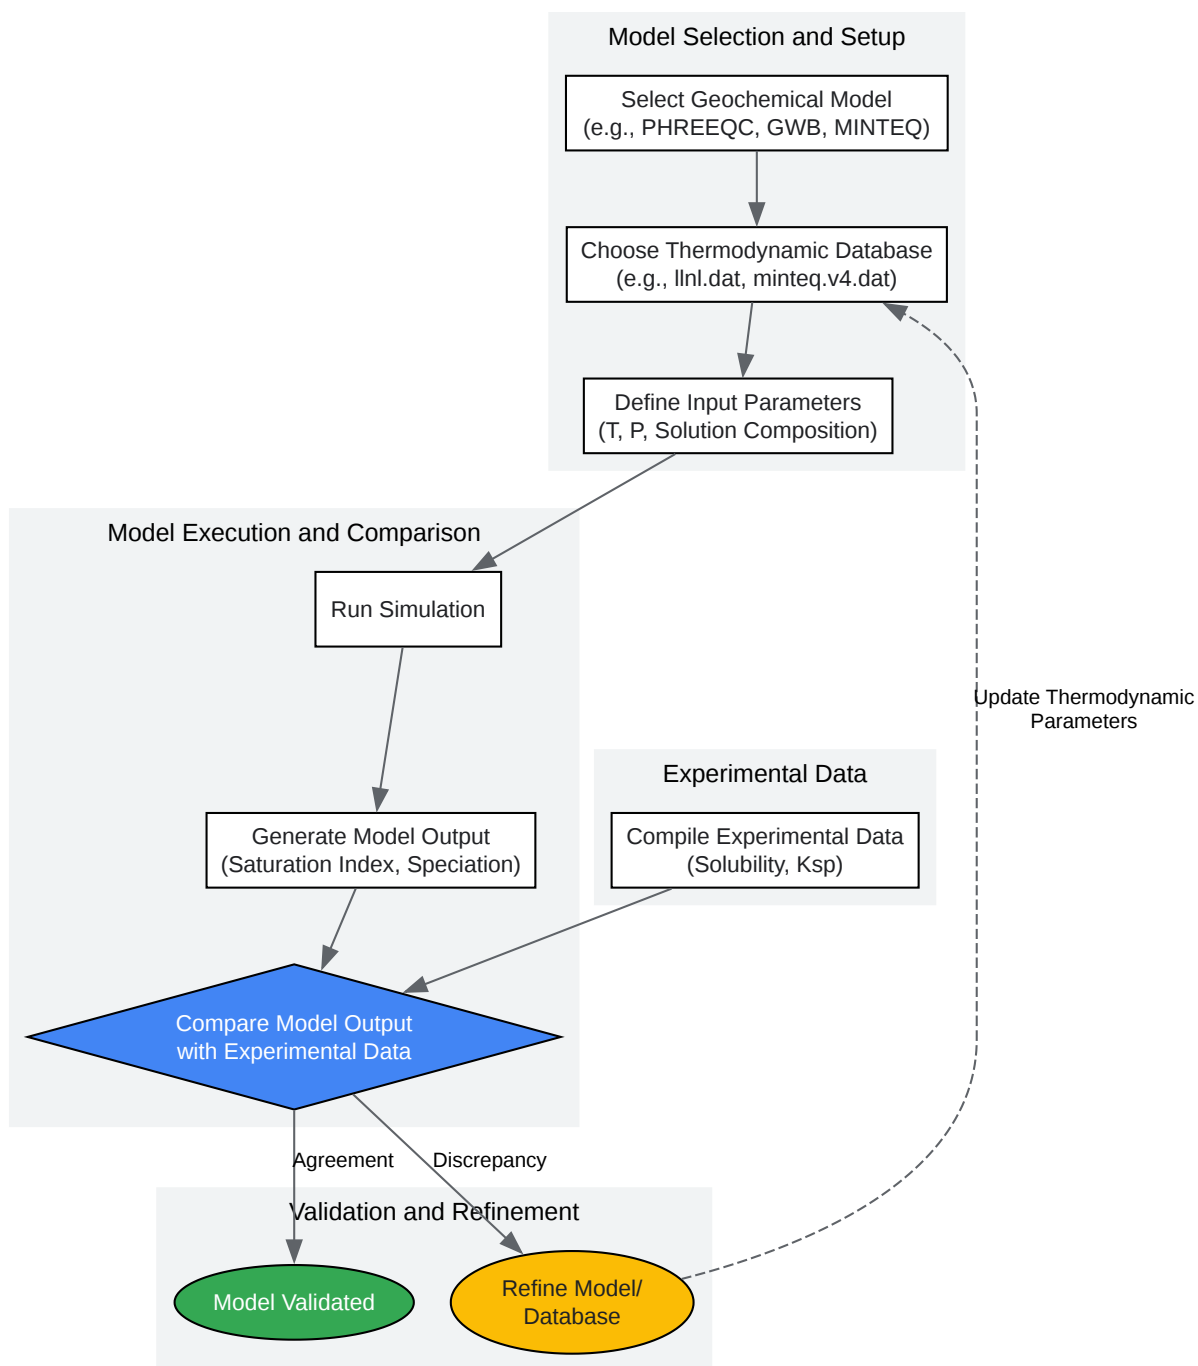 Model Selection and Setup
Select Geochemical Model
(e.g., PHREEQC, GWB, MINTEQ)
Choose Thermodynamic Database
(e.g., llnl.dat, minteq.v4.dat)
Define Input Parameters
(T, P, Solution Composition)
Model Execution and Comparison
Run Simulation
Update Thermodynamic
Parameters
Experimental Data
Generate Model Output
(Saturation Index, Speciation)
Compile Experimental Data
(Solubility, Ksp)
Compare Model Output
with Experimental Data
Agreement
Discrepancy
Validation and Refinement
Model Validated
Refine Model/
Database